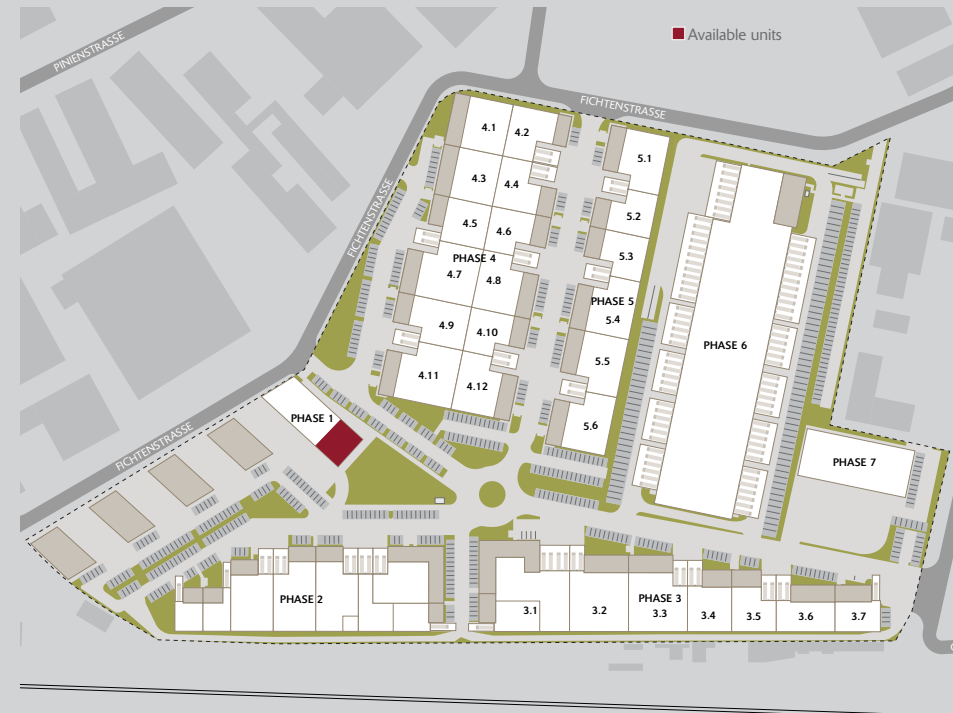 Available units
PINIENSTRASSE
FICHTENSTRASSE
FICHTENSTRASSE
FICHTENSTRASSE
4.1
4.2
4.3
4.4
4.5
4.6
PHASE 4
4.7
4.8
4.9
4.10
4.11
4.12
5.1
5.2
5.3
PHASE 5
5.4
5.5
5.6
PHASE 6
PHASE 7
PHASE 1
PHASE 2
PHASE 3
3.1
3.2
3.3
3.4
3.5
3.6
3.7